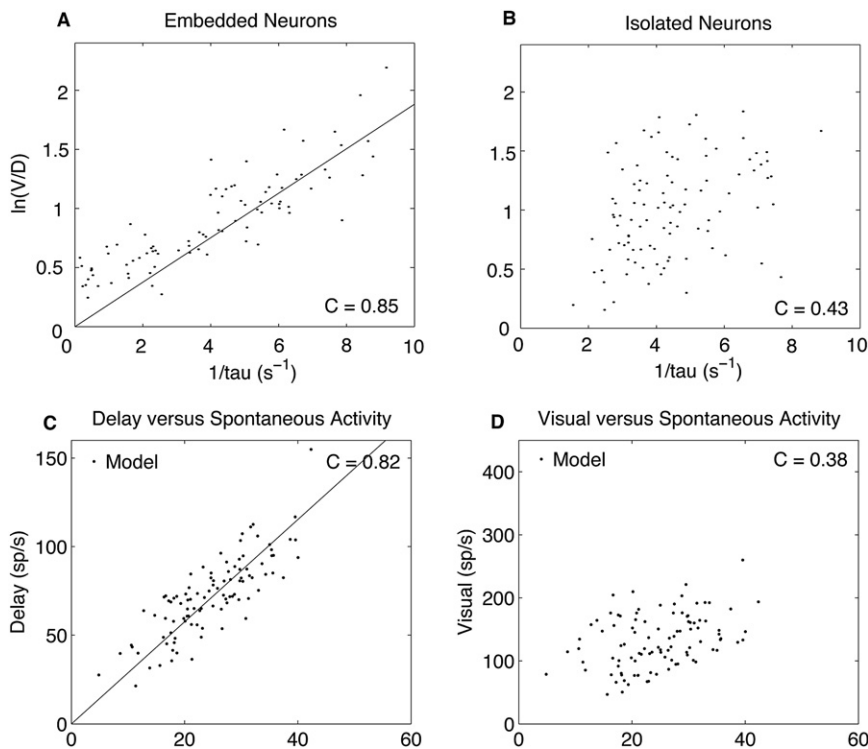 A Embedded Neurons
ln(V/D)
2
1.5
1
0.5
0
0 2 4 6 8 10
1/tau (s⁻¹)
C = 0.85
B Isolated Neurons
2
1.5
1
0.5
0
0 2 4 6 8 10
1/tau (s⁻¹)
C = 0.43
C Delay versus Spontaneous Activity
Model
C = 0.82
Delay (sp/s)
150
100
50
0
0 20 40 60
D Visual versus Spontaneous Activity
Model
C = 0.38
Visual (sp/s)
400
300
200
100
0
0 20 40 60